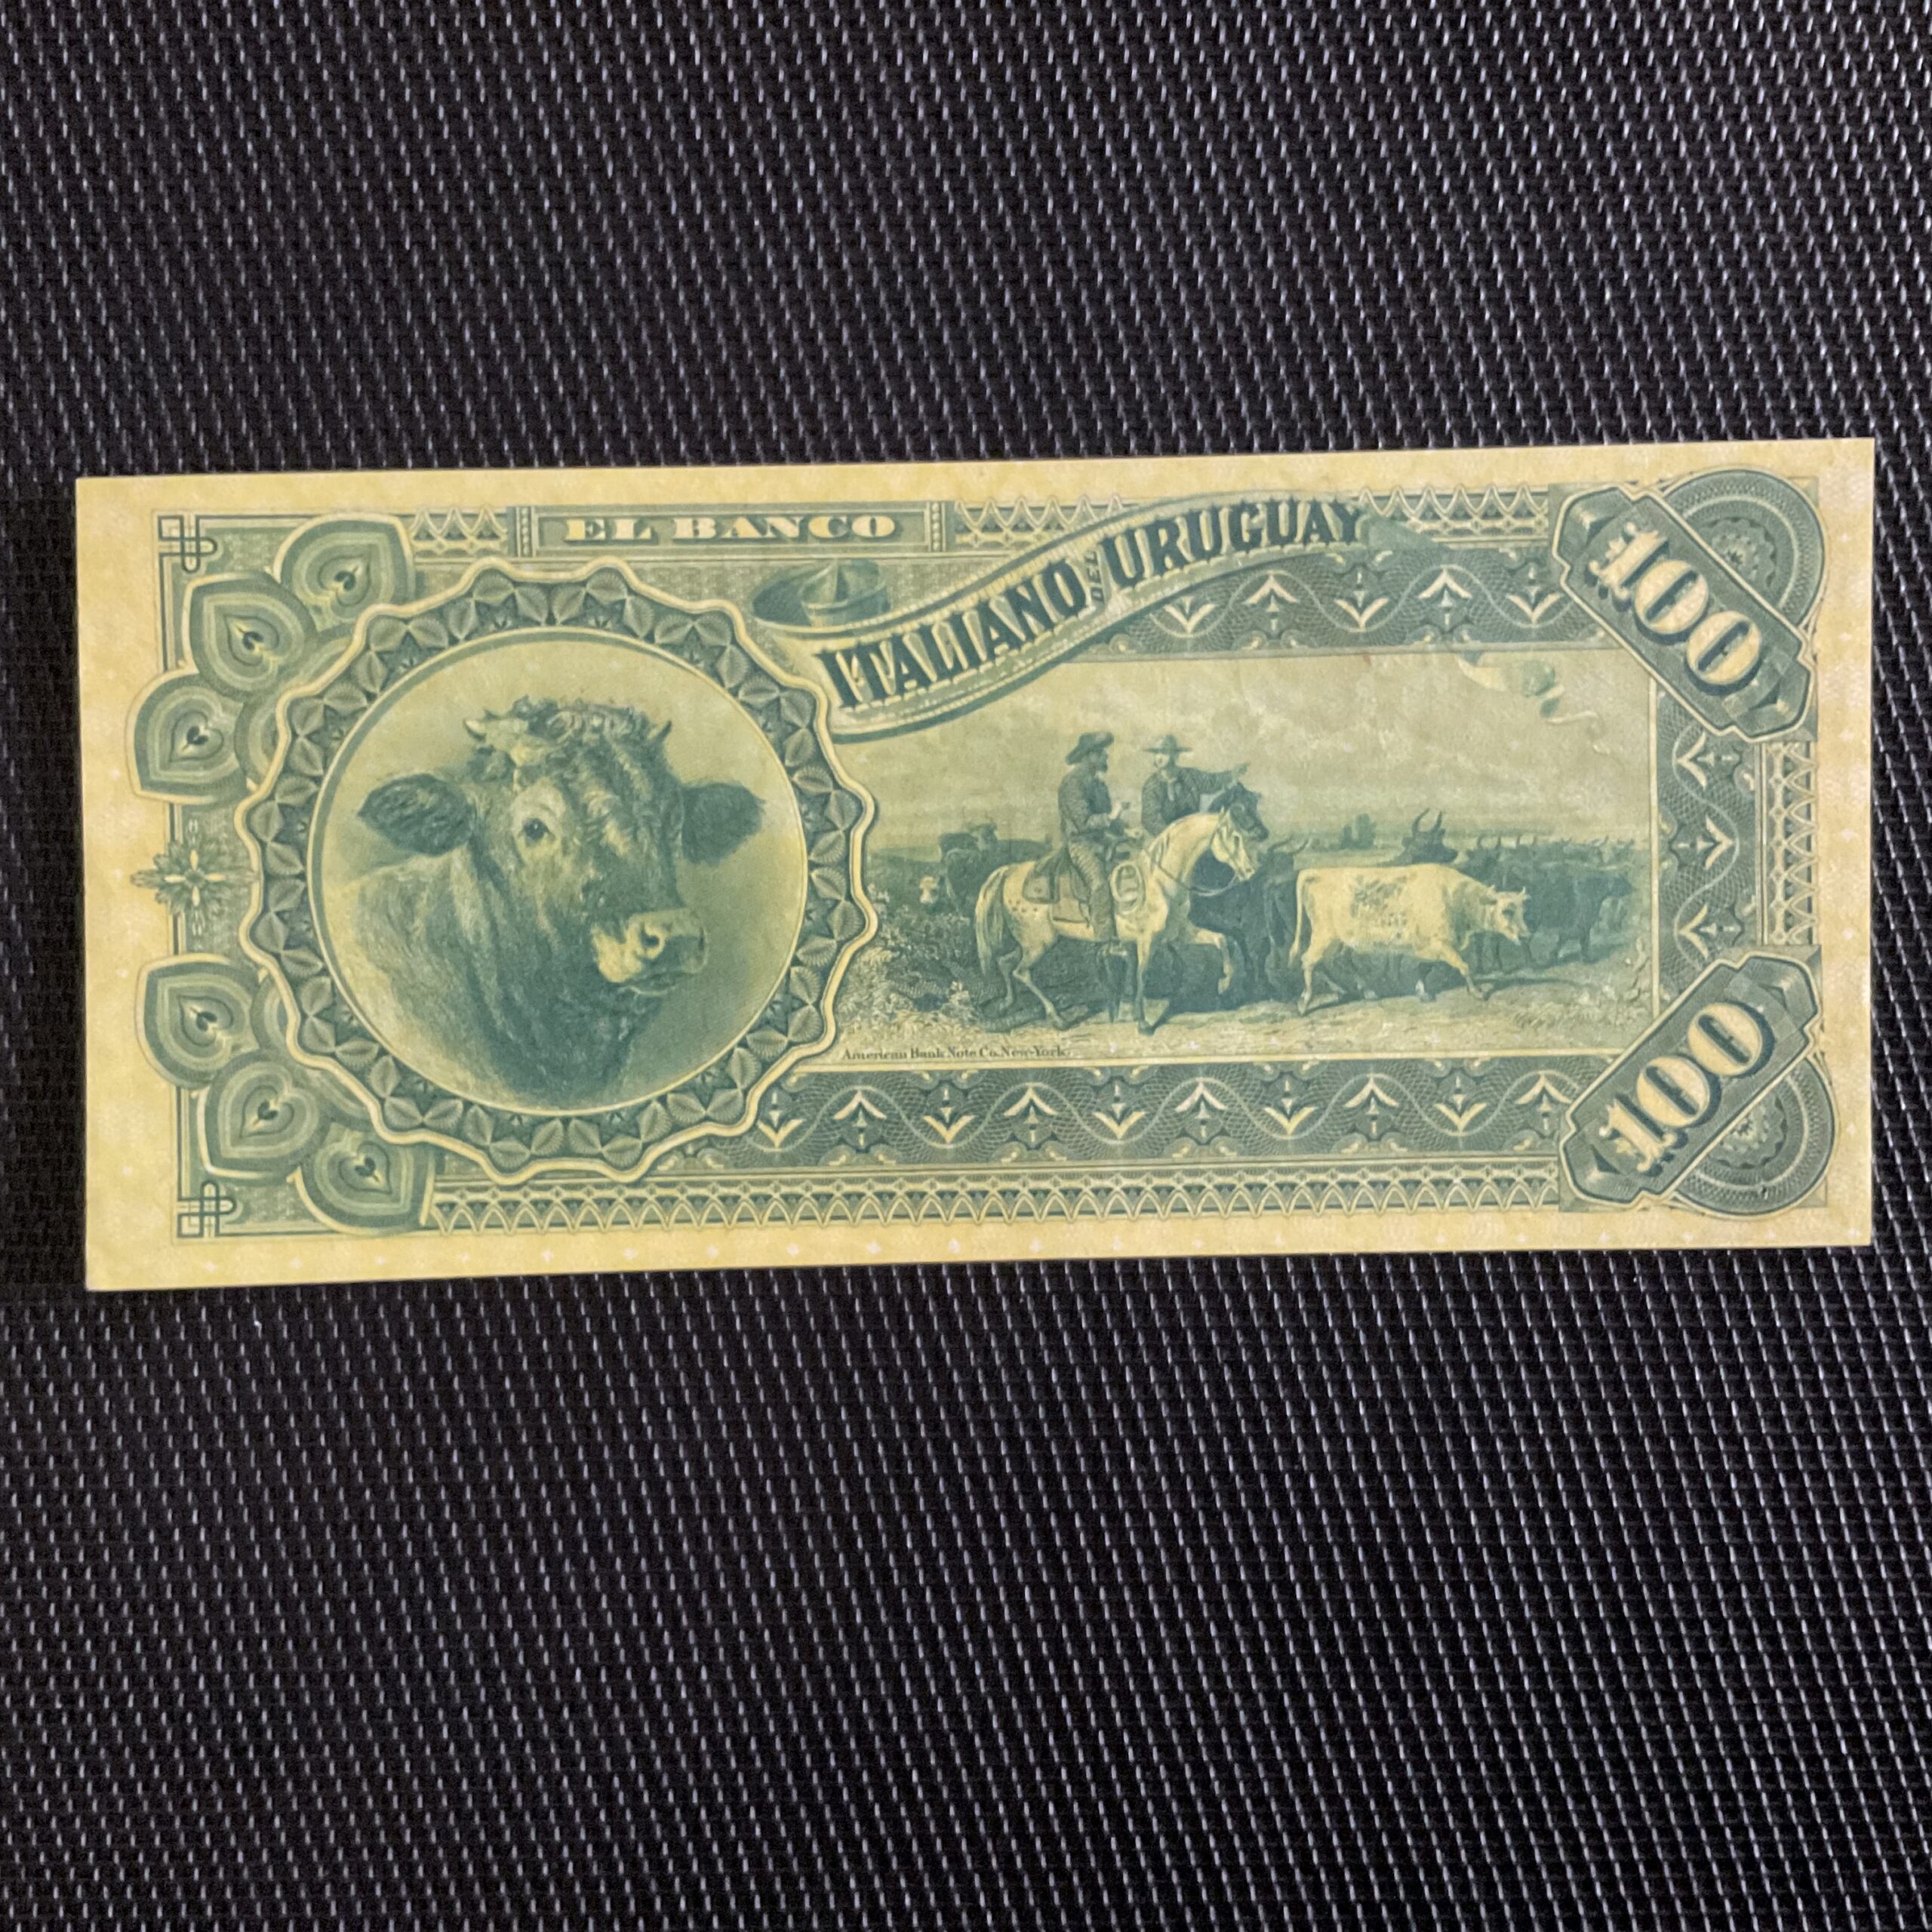 EL BANCO
ITALIANO DEL URUGUAY
100
American Bank Note Co. New-York.
100